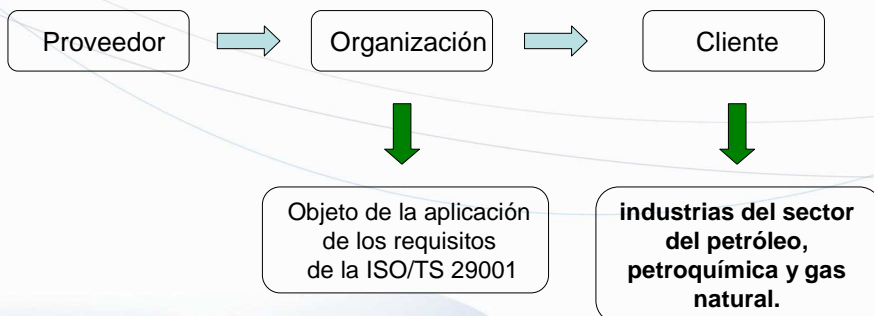 Proveedor
Organización
Cliente
Objeto de la aplicación
de los requisitos
de la ISO/TS 29001
industrias del sector
del petróleo,
petroquímica y gas
natural.